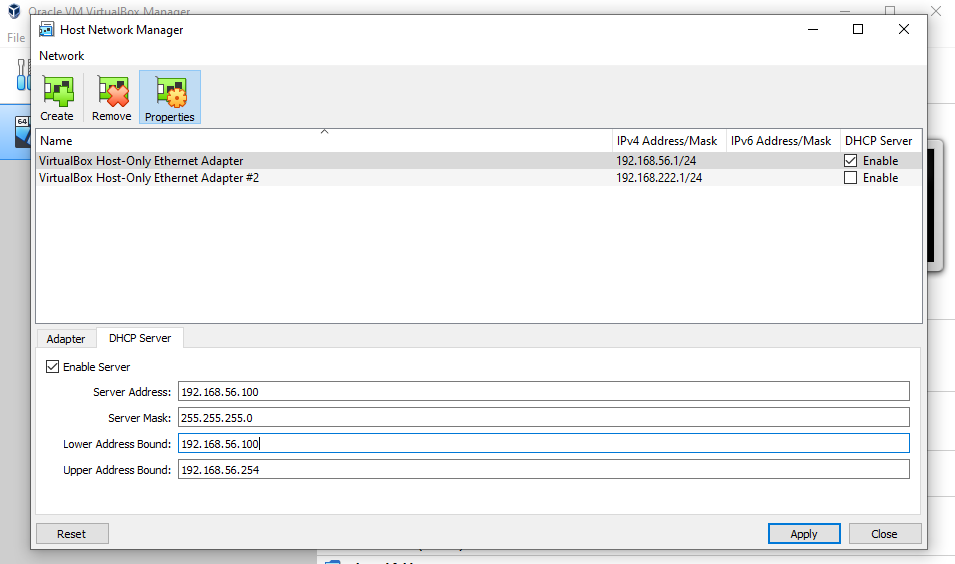 Oracle VM VirtualBox Manager
File
Host Network Manager
Network
64
Create
Remove
Properties
Name IPv4 Address/Mask IPv6 Address/Mask DHCP Server
VirtualBox Host-Only Ethernet Adapter 192.168.56.1/24 Enable
VirtualBox Host-Only Ethernet Adapter #2 192.168.222.1/24 Enable
Adapter DHCP Server
Enable Server
Server Address: 192.168.56.100
Server Mask: 255.255.255.0
Lower Address Bound: 192.168.56.100
Upper Address Bound: 192.168.56.254
Reset Apply Close